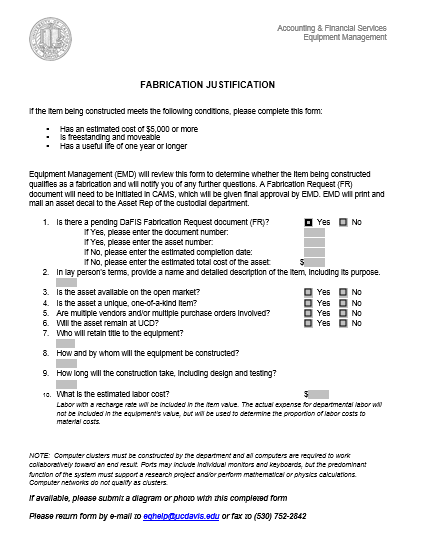 Accounting & Financial Services
Equipment Management
FABRICATION JUSTIFICATION
If the item being constructed meets the following conditions, please complete this form:
• Has an estimated cost of $5,000 or more
• Is freestanding and moveable
• Has a useful life of one year or longer
Equipment Management (EMD) will review this form to determine whether the item being constructed
qualifies as a fabrication and will notify you of any further questions. A Fabrication Request (FR)
document will need to be initiated in CAMS, which will be given final approval by EMD. EMD will print and
mail an asset decal to the Asset Rep of the custodial department.
1. Is there a pending DaFIS Fabrication Request document (FR)? Yes No
If Yes, please enter the document number:
If Yes, please enter the asset number:
If No, please enter the estimated completion date:
If No, please enter the estimated total cost of the asset: $
2. In lay person's terms, provide a name and detailed description of the item, including its purpose.
3. Is the asset available on the open market? Yes No
4. Is the asset a unique, one-of-a-kind item? Yes No
5. Are multiple vendors and/or multiple purchase orders involved? Yes No
6. Will the asset remain at UCD? Yes No
7. Who will retain title to the equipment?
8. How and by whom will the equipment be constructed?
9. How long will the construction take, including design and testing?
10. What is the estimated labor cost? $
Labor with a recharge rate will be included in the item value. The actual expense for departmental labor will
not be included in the equipment's value, but will be used to determine the proportion of labor costs to
material costs.
NOTE: Computer clusters must be constructed by the department and all computers are required to work
collaboratively toward an end result. Ports may include individual monitors and keyboards, but the predominant
function of the system must support a research project and/or perform mathematical or physics calculations.
Computer networks do not qualify as clusters.
If available, please submit a diagram or photo with this completed form
Please return form by e-mail to eqhelp@ucdavis.edu or fax to (530) 752-2842